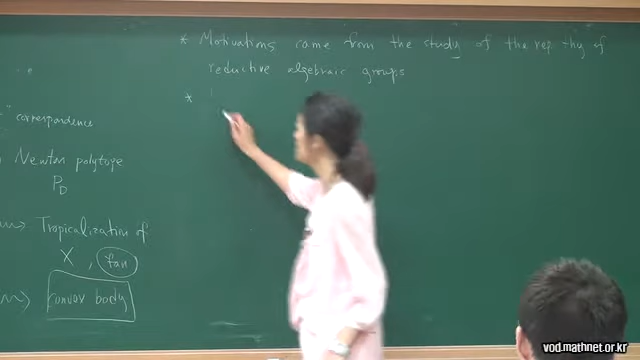 " correspondence
Newton polytope
P_D
~~> Tropicalization of
X , fan
~~> convex body
* Motivations came from the study of the rep thy of
reductive algebraic groups
*
vod.mathnet.or.kr